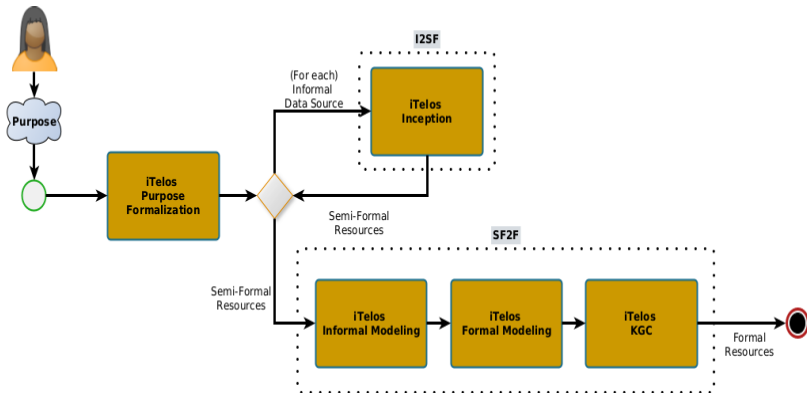 I2SF
(For each)
Informal
Data Source
iTelos
Inception
Purpose
iTelos
Purpose
Formalization
Semi-Formal
Resources
SF2F
Semi-Formal
Resources
iTelos
Informal Modeling
iTelos
Formal Modeling
iTelos
KGC
Formal
Resources